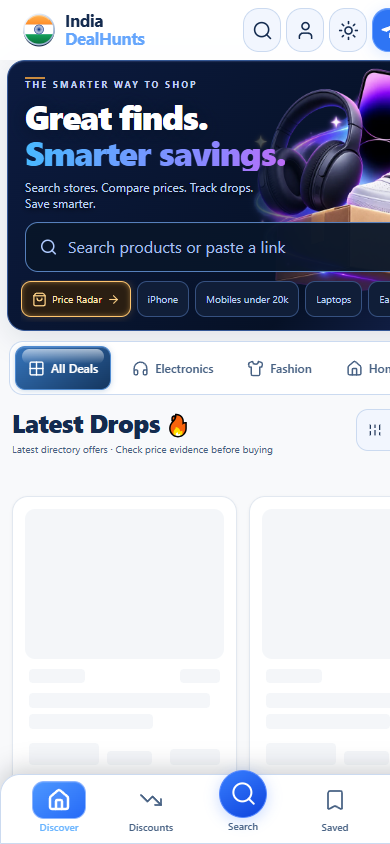 India
DealHunts
THE SMARTER WAY TO SHOP
Great finds.
Smarter savings.
Search stores. Compare prices. Track drops.
Save smarter.
Search products or paste a link
Price Radar →
iPhone
Mobiles under 20k
Laptops
All Deals
Electronics
Fashion
Latest Drops 🔥
Latest directory offers · Check price evidence before buying
Discover
Discounts
Search
Saved